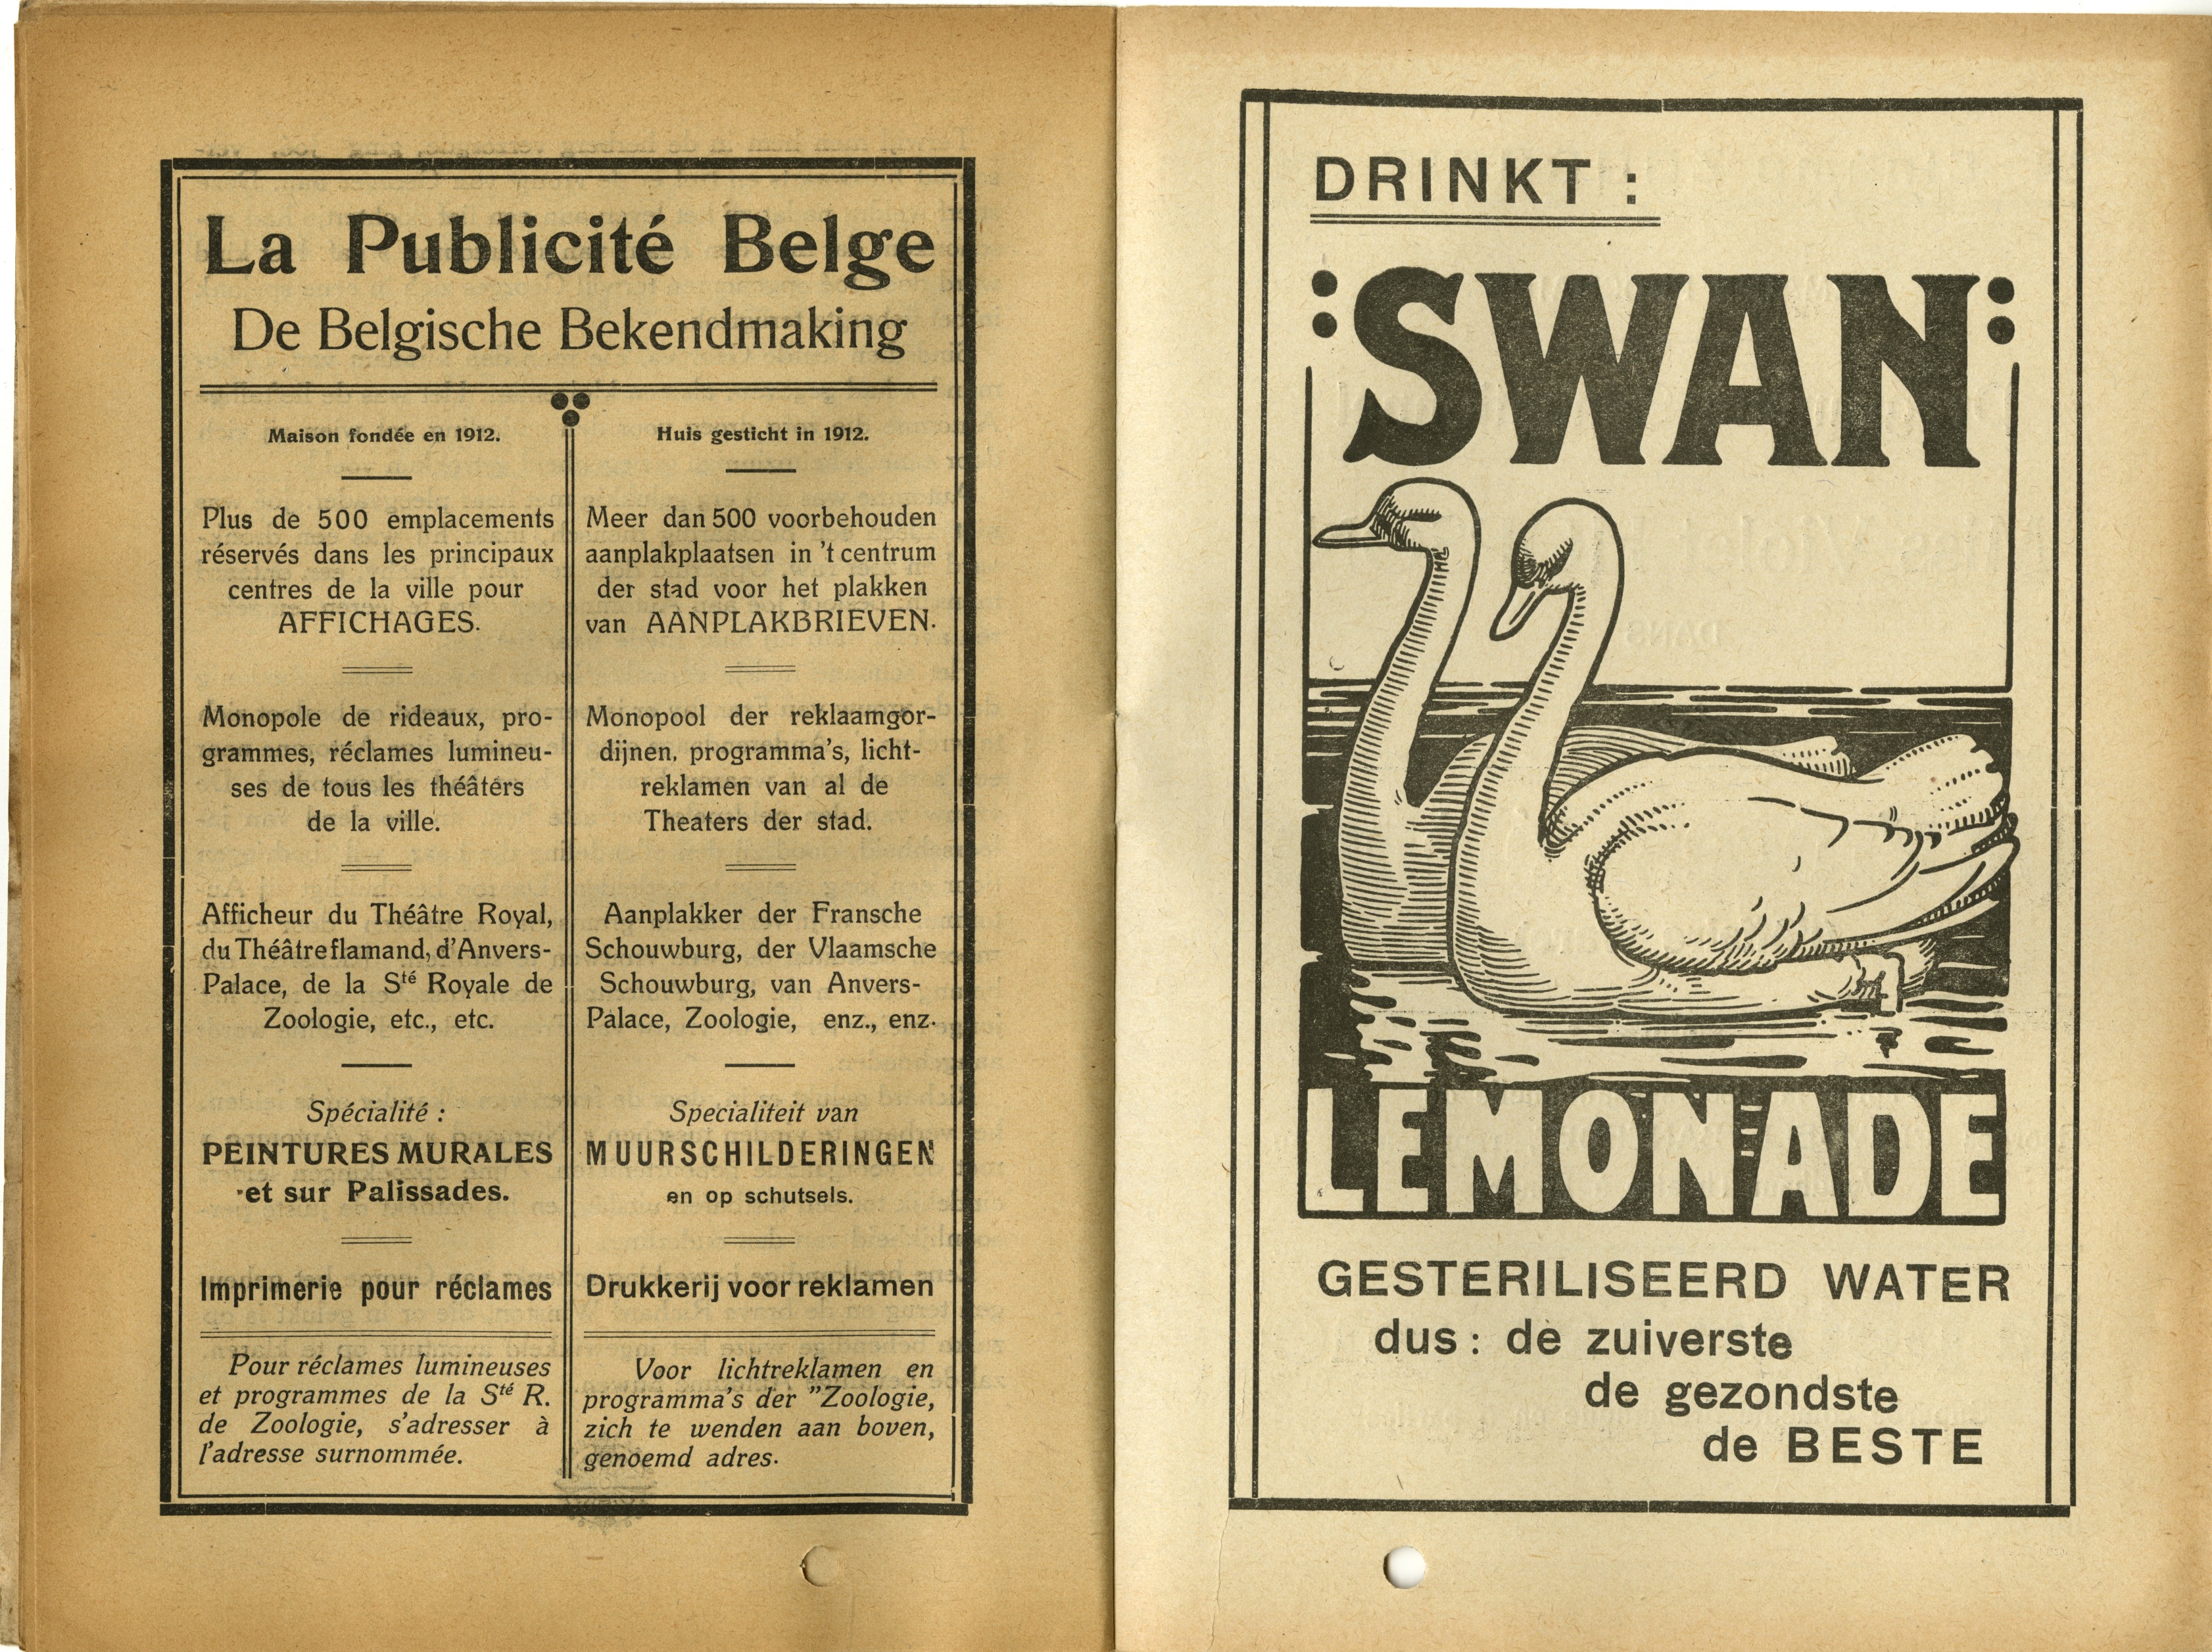 La Publicité Belge
De Belgische Bekendmaking
Maison fondée en 1912.
Plus de 500 emplacements
réservés dans les principaux
centres de la ville pour
AFFICHAGES.
Monopole de rideaux, pro-
grammes, réclames lumineu-
ses de tous les théâters
de la ville.
Afficheur du Théâtre Royal,
du Théâtre flamand, d'Anvers-
Palace, de la Sté Royale de
Zoologie, etc., etc.
Spécialité :
PEINTURES MURALES
et sur Palissades.
Imprimerie pour réclames
Pour réclames lumineuses
et programmes de la Sté R.
de Zoologie, s'adresser à
l'adresse surnommée.
Huis gesticht in 1912.
Meer dan 500 voorbehouden
aanplakplaatsen in 't centrum
der stad voor het plakken
van AANPLAKBRIEVEN.
Monopool der reklaamgor-
dijnen, programma's, licht-
reklamen van al de
Theaters der stad.
Aanplakker der Fransche
Schouwburg, der Vlaamsche
Schouwburg, van Anvers-
Palace, Zoologie, enz., enz.
Specialiteit van
MUURSCHILDERINGEN
en op schutsels.
Drukkerij voor reklamen
Voor lichtreklamen en
programma's der "Zoologie,
zich te wenden aan boven,
genoemd adres.
DRINKT :
:SWAN:
LEMONADE
GESTERILISEERD WATER
dus : de zuiverste
de gezondste
de BESTE